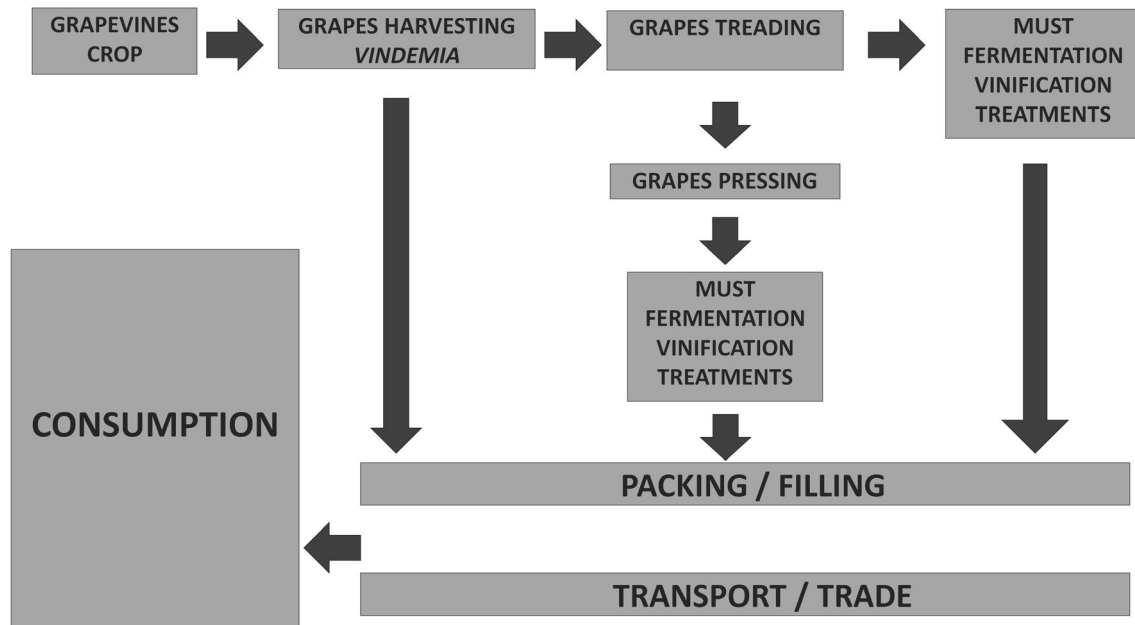 GRAPEVINES
CROP
GRAPES HARVESTING
VINDEMIA
GRAPES TREADING
MUST
FERMENTATION
VINIFICATION
TREATMENTS
GRAPES PRESSING
MUST
FERMENTATION
VINIFICATION
TREATMENTS
CONSUMPTION
PACKING / FILLING
TRANSPORT / TRADE